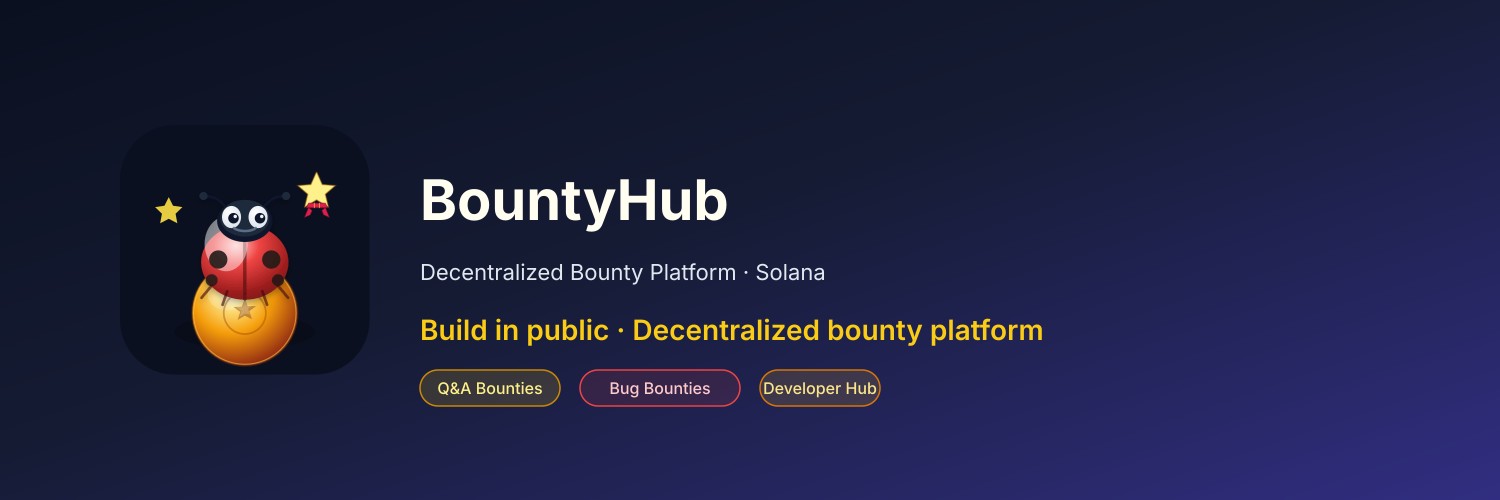 BountyHub
Decentralized Bounty Platform · Solana
Build in public · Decentralized bounty platform
Q&A Bounties Bug Bounties Developer Hub